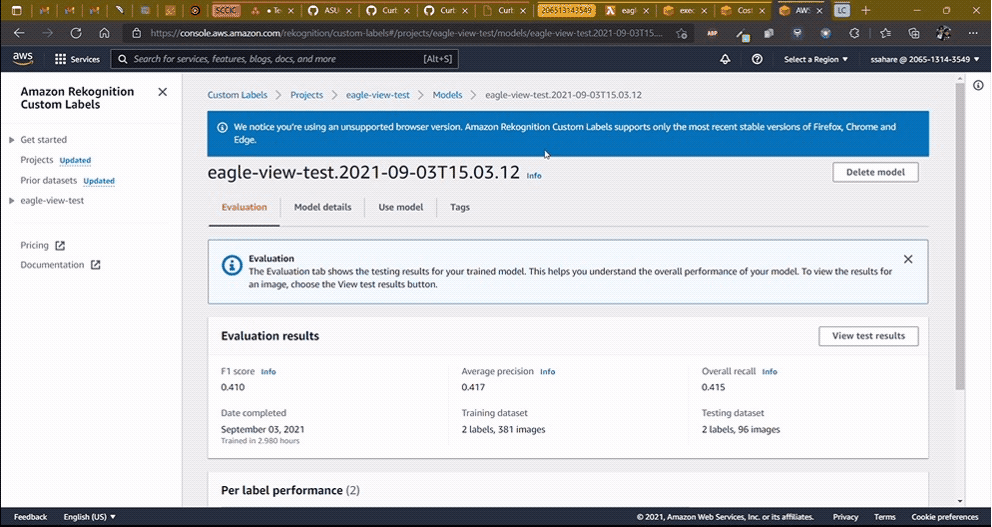 SCCIC
Te
ASU
Curb
Curb
Curb
206513143549
eagl
exec
Cost
AWS
LC
https://console.aws.amazon.com/rekognition/custom-labels#/projects/eagle-view-test/models/eagle-view-test.2021-09-03T15....
ABP
aws
Services
Search for services, features, blogs, docs, and more
[Alt+S]
Select a Region
ssahare @ 2065-1314-3549
Amazon Rekognition
Custom Labels
Get started
Projects Updated
Prior datasets Updated
eagle-view-test
Pricing
Documentation
Custom Labels
Projects
eagle-view-test
Models
eagle-view-test.2021-09-03T15.03.12
We notice you're using an unsupported browser version. Amazon Rekognition Custom Labels supports only the most recent stable versions of Firefox, Chrome and
Edge.
eagle-view-test.2021-09-03T15.03.12 Info
Delete model
Evaluation
Model details
Use model
Tags
Evaluation
The Evaluation tab shows the testing results for your trained model. This helps you understand the overall performance of your model. To view the results for
an image, choose the View test results button.
Evaluation results
View test results
F1 score Info
Average precision Info
Overall recall Info
0.410
0.417
0.415
Date completed
Training dataset
Testing dataset
September 03, 2021
2 labels, 381 images
2 labels, 96 images
Trained in 2.980 hours
Per label performance (2)
Feedback
English (US)
© 2021, Amazon Web Services, Inc. or its affiliates.
Privacy
Terms
Cookie preferences